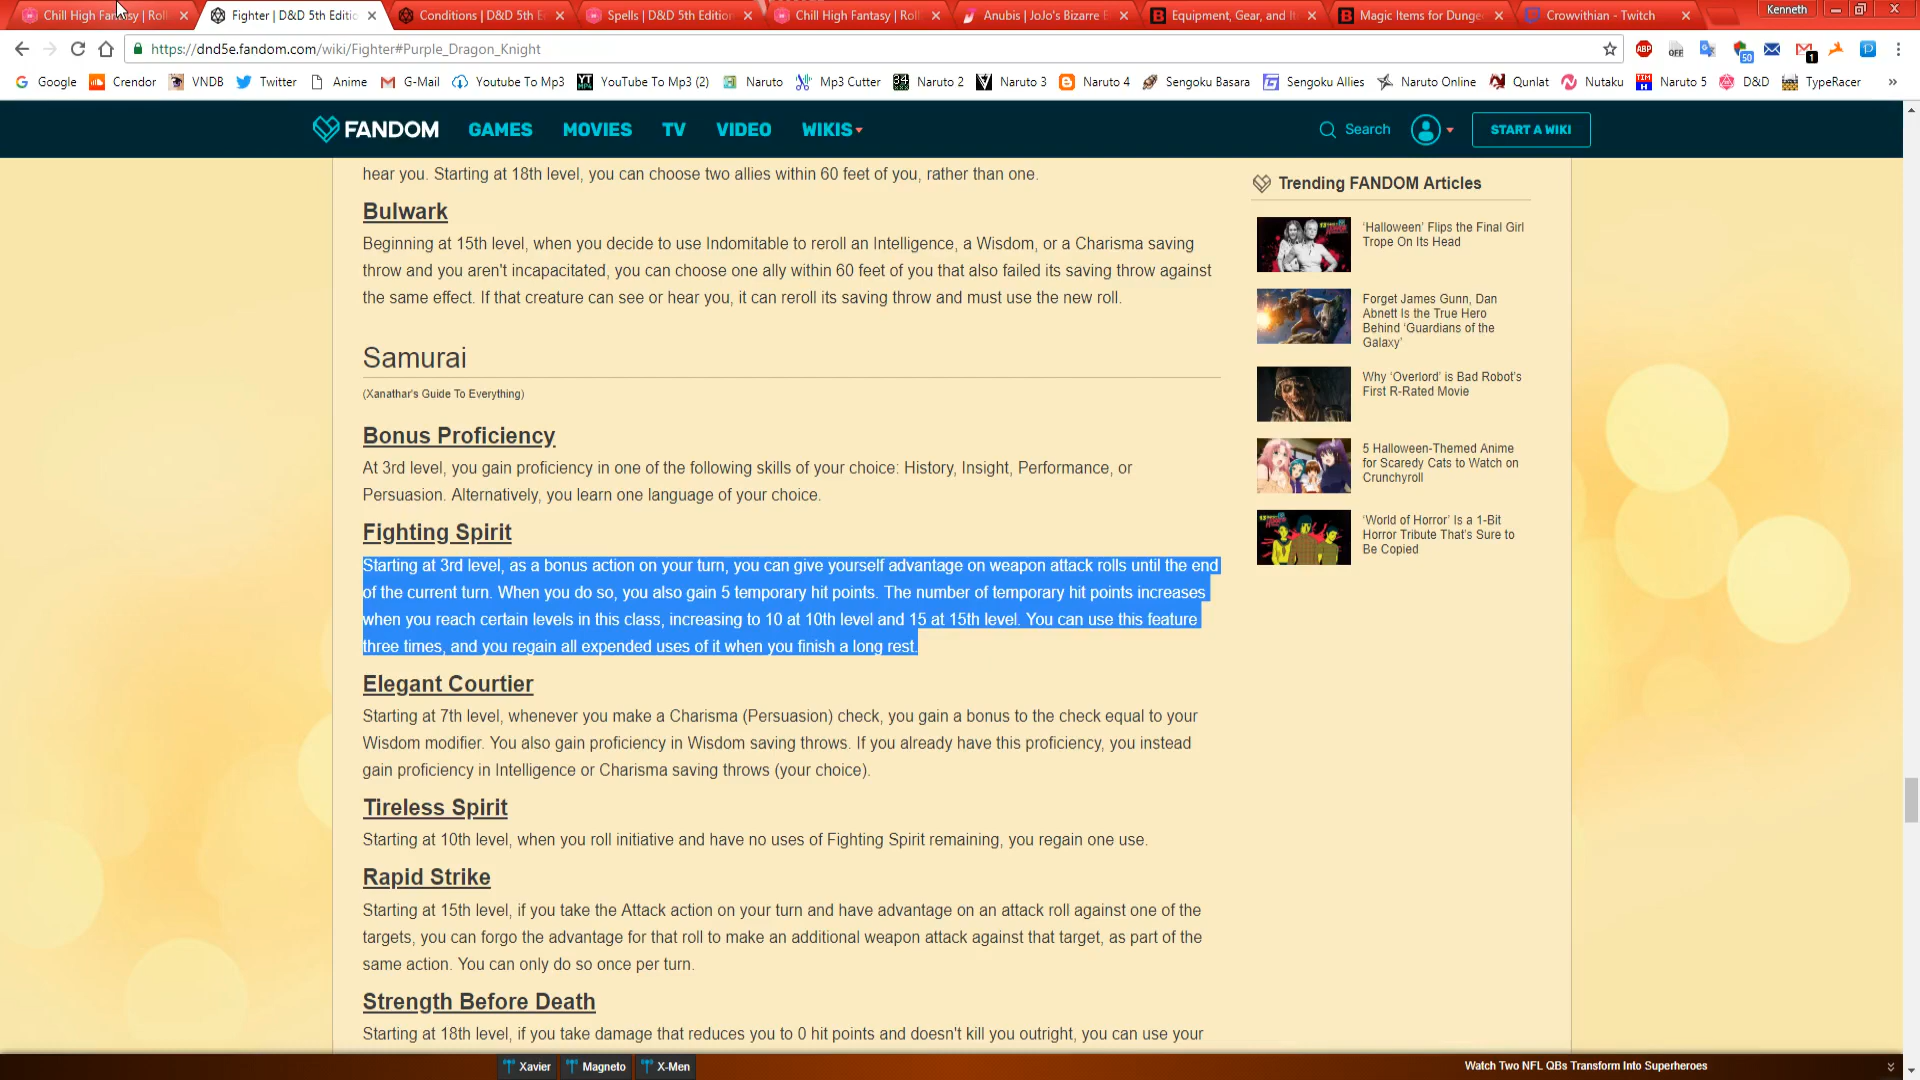 Chill High Fantasy | Roll
Fighter | D&D 5th Editio
Conditions | D&D 5th E
Spells | D&D 5th Edition
Chill High Fantasy | Roll
Anubis | JoJo's Bizarre
Equipment, Gear, and It
Magic Items for Dunge
Crowvithian - Twitch
Kenneth
https://dnd5e.fandom.com/wiki/Fighter#Purple_Dragon_Knight
ABP
OFF
50
1
Google
Crendor
VNDB
Twitter
Anime
G-Mail
Youtube To Mp3
YouTube To Mp3 (2)
Naruto
Mp3 Cutter
Naruto 2
Naruto 3
Naruto 4
Sengoku Basara
Sengoku Allies
Naruto Online
Qunlat
Nutaku
Naruto 5
D&D
TypeRacer
FANDOM
GAMES
MOVIES
TV
VIDEO
WIKIS
Search
START A WIKI
hear you. Starting at 18th level, you can choose two allies within 60 feet of you, rather than one.
Bulwark
Beginning at 15th level, when you decide to use Indomitable to reroll an Intelligence, a Wisdom, or a Charisma saving
throw and you aren't incapacitated, you can choose one ally within 60 feet of you that also failed its saving throw against
the same effect. If that creature can see or hear you, it can reroll its saving throw and must use the new roll.
Samurai
(Xanathar's Guide To Everything)
Bonus Proficiency
At 3rd level, you gain proficiency in one of the following skills of your choice: History, Insight, Performance, or
Persuasion. Alternatively, you learn one language of your choice.
Fighting Spirit
Starting at 3rd level, as a bonus action on your turn, you can give yourself advantage on weapon attack rolls until the end
of the current turn. When you do so, you also gain 5 temporary hit points. The number of temporary hit points increases
when you reach certain levels in this class, increasing to 10 at 10th level and 15 at 15th level. You can use this feature
three times, and you regain all expended uses of it when you finish a long rest.
Elegant Courtier
Starting at 7th level, whenever you make a Charisma (Persuasion) check, you gain a bonus to the check equal to your
Wisdom modifier. You also gain proficiency in Wisdom saving throws. If you already have this proficiency, you instead
gain proficiency in Intelligence or Charisma saving throws (your choice).
Tireless Spirit
Starting at 10th level, when you roll initiative and have no uses of Fighting Spirit remaining, you regain one use.
Rapid Strike
Starting at 15th level, if you take the Attack action on your turn and have advantage on an attack roll against one of the
targets, you can forgo the advantage for that roll to make an additional weapon attack against that target, as part of the
same action. You can only do so once per turn.
Strength Before Death
Starting at 18th level, if you take damage that reduces you to 0 hit points and doesn't kill you outright, you can use your
Trending FANDOM Articles
'Halloween' Flips the Final Girl
Trope On Its Head
Forget James Gunn, Dan
Abnett Is the True Hero
Behind 'Guardians of the
Galaxy'
Why 'Overlord' is Bad Robot's
First R-Rated Movie
5 Halloween-Themed Anime
for Scaredy Cats to Watch on
Crunchyroll
'World of Horror' Is a 1-Bit
Horror Tribute That's Sure to
Be Copied
Xavier
Magneto
X-Men
Watch Two NFL QBs Transform Into Superheroes